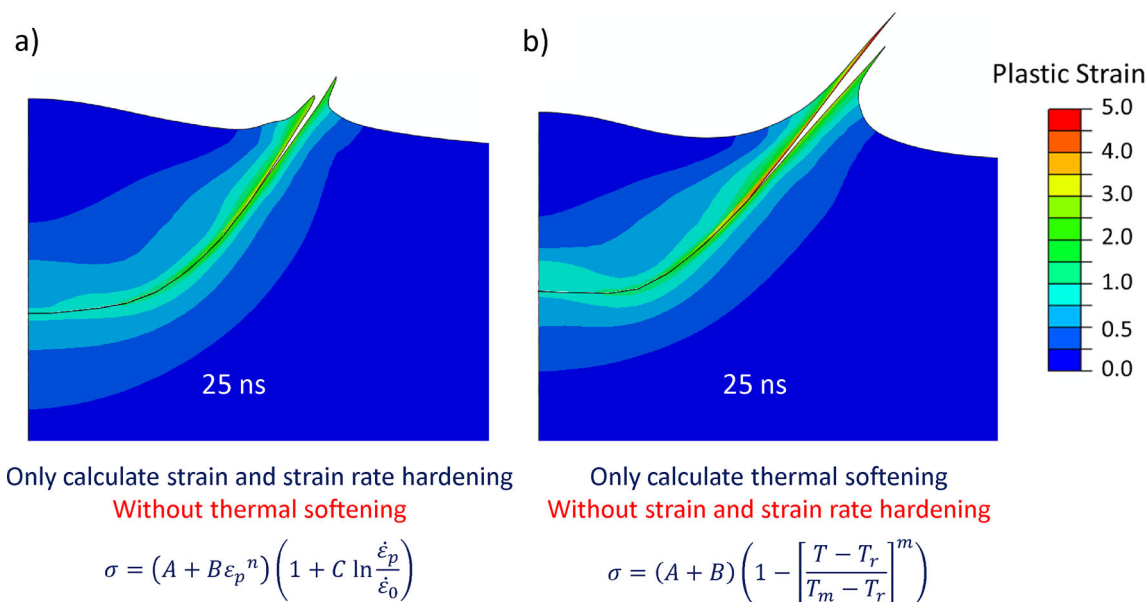 a)
b)
Plastic Strain
5.0
4.0
3.0
2.0
1.0
0.5
0.0
25 ns
25 ns
Only calculate strain and strain rate hardening
Without thermal softening
σ = (A + Bε_p^n)(1 + C ln ε̇_p/ε̇_0)
Only calculate thermal softening
Without strain and strain rate hardening
σ = (A + B)(1 − [T − T_r/T_m − T_r]^m)